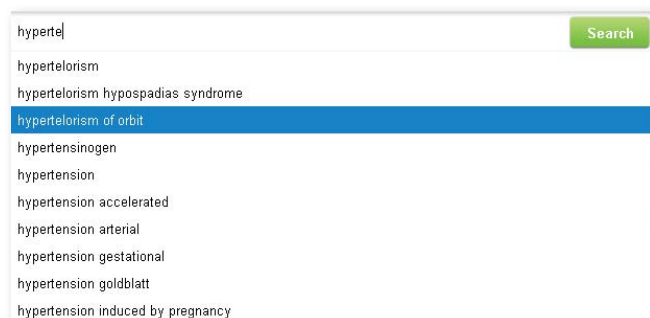 hyperte
Search
hypertelorism
hypertelorism hypospadias syndrome
hypertelorism of orbit
hypertensinogen
hypertension
hypertension accelerated
hypertension arterial
hypertension gestational
hypertension goldblatt
hypertension induced by pregnancy